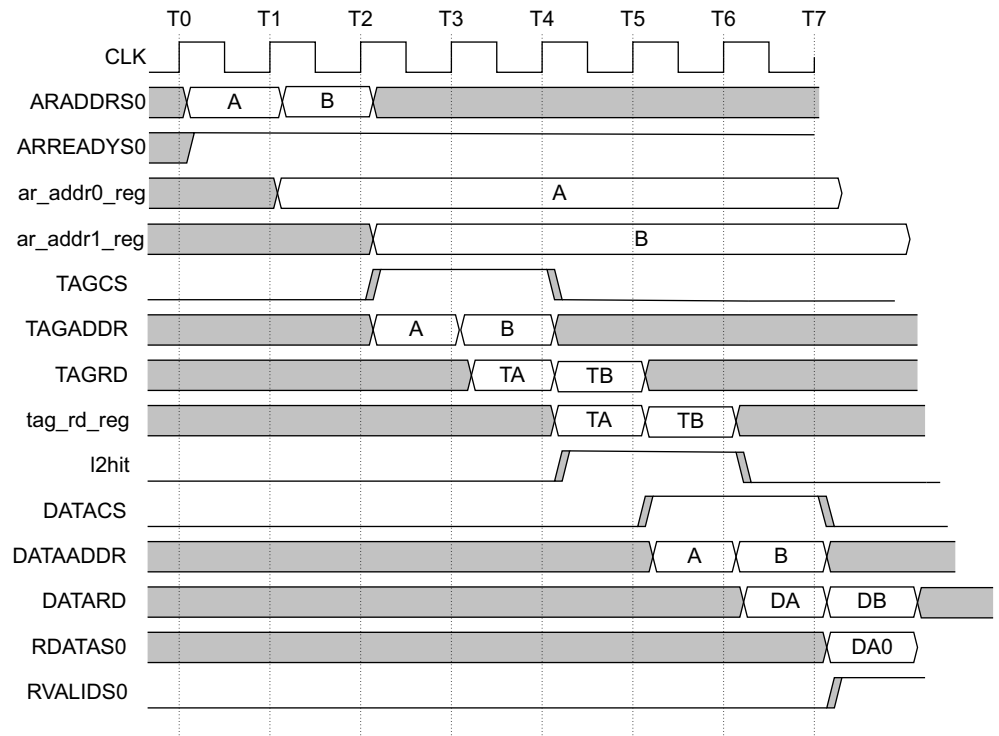 T0 T1 T2 T3 T4 T5 T6 T7
CLK
ARADDRS0 A B
ARREADYS0
ar_addr0_reg A
ar_addr1_reg B
TAGCS
TAGADDR A B
TAGRD TA TB
tag_rd_reg TA TB
l2hit
DATACS
DATAADDR A B
DATARD DA DB
RDATAS0 DA0
RVALIDS0